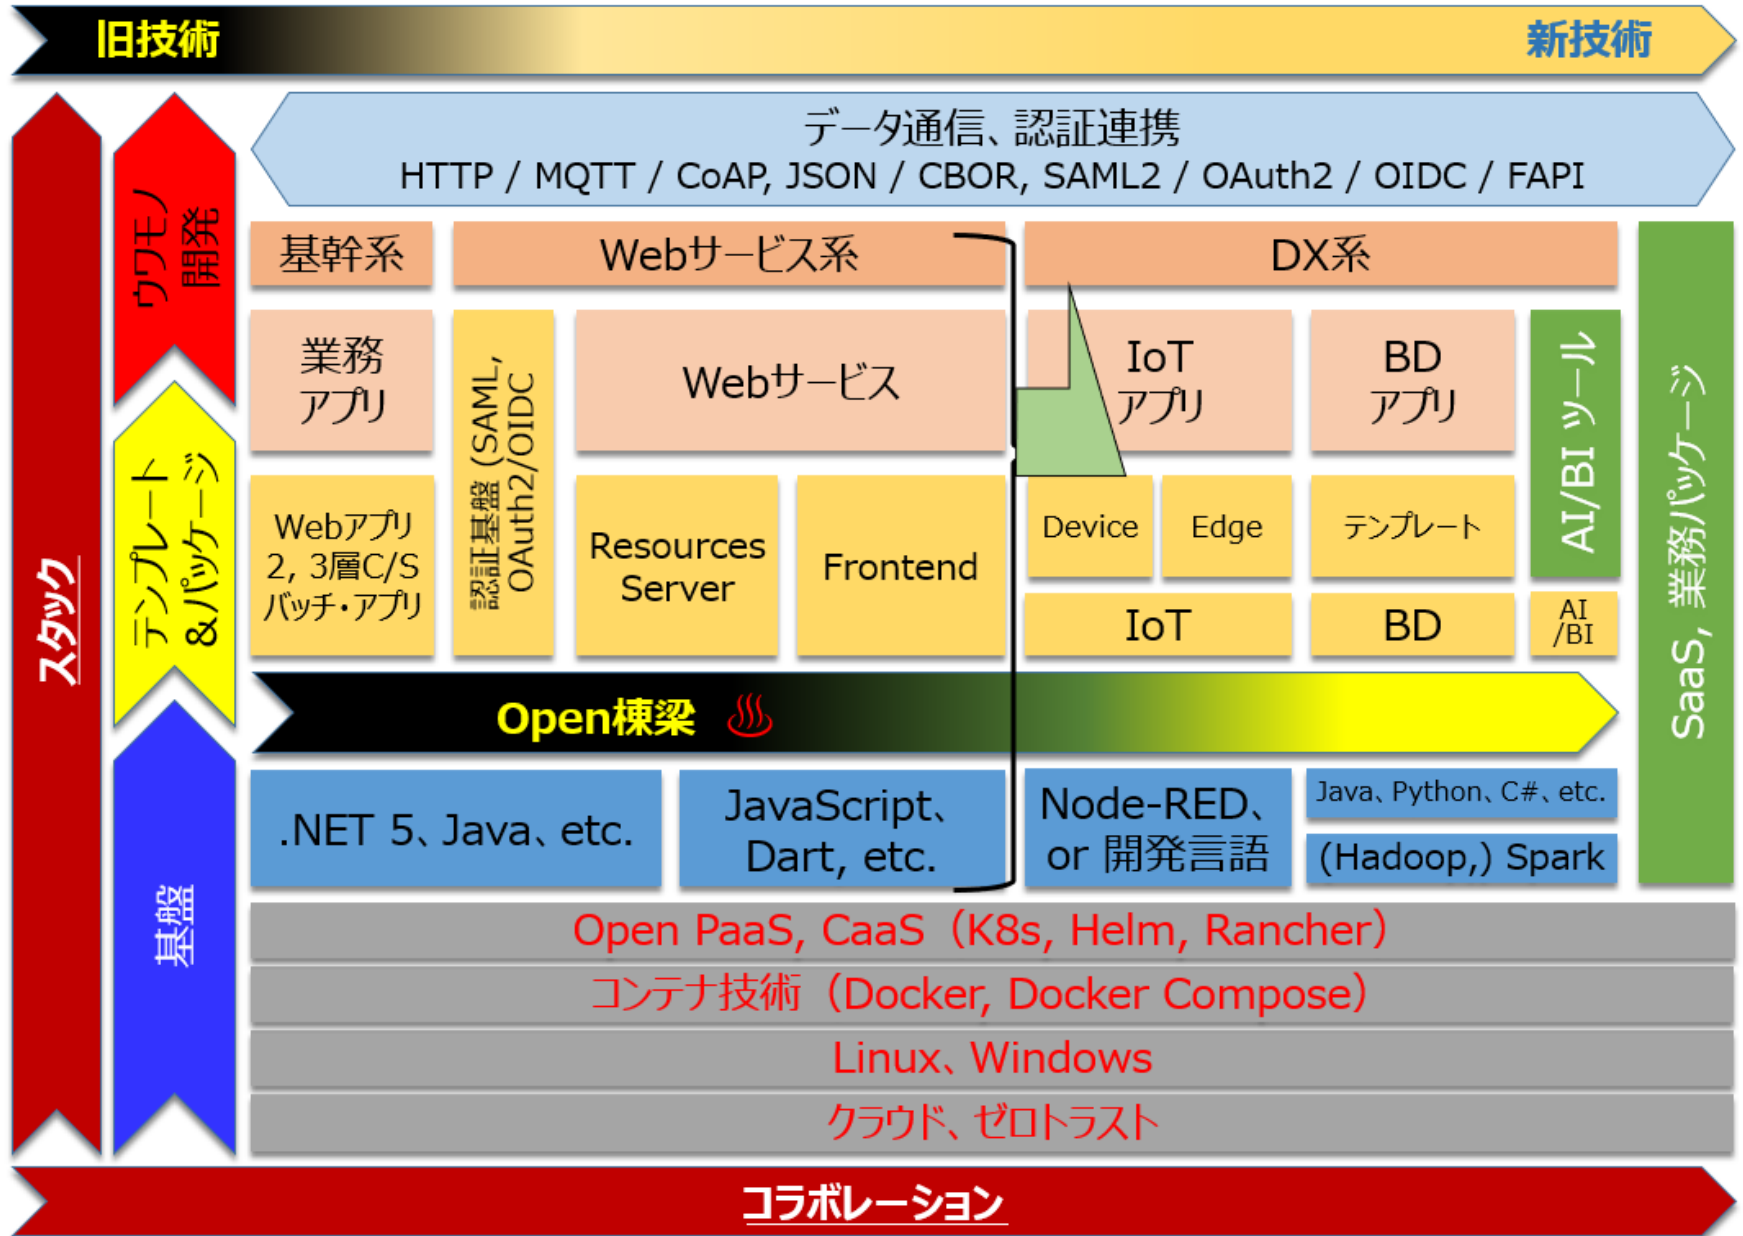 旧技術
新技術
スタック
ウワモノ
開発
テンプレート
&パッケージ
基盤
データ通信、認証連携
HTTP / MQTT / CoAP, JSON / CBOR, SAML2 / OAuth2 / OIDC / FAPI
基幹系
Webサービス系
DX系
業務
アプリ
認証基盤 (SAML,
OAuth2/OIDC
Webサービス
IoT
アプリ
BD
アプリ
AI/BI ツール
SaaS, 業務パッケージ
Webアプリ
2, 3層C/S
バッチ・アプリ
Resources
Server
Frontend
Device
Edge
テンプレート
IoT
BD
AI
/BI
Open棟梁 ♨
.NET 5、Java、etc.
JavaScript、
Dart, etc.
Node-RED、
or 開発言語
Java、Python、C#、etc.
(Hadoop,) Spark
Open PaaS, CaaS（K8s, Helm, Rancher）
コンテナ技術（Docker, Docker Compose）
Linux、Windows
クラウド、ゼロトラスト
コラボレーション